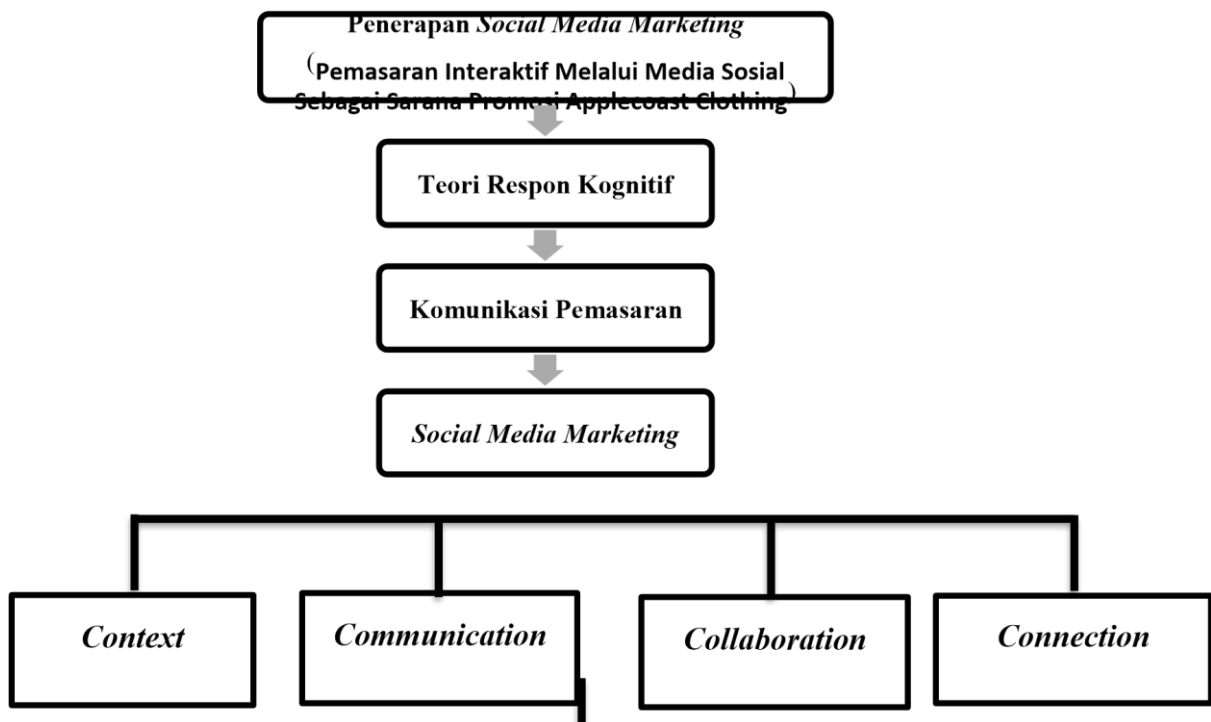 Penerapan Social Media Marketing
(Pemasaran Interaktif Melalui Media Sosial
Sebagai Sarana Promosi Applecoast Clothing)
Teori Respon Kognitif
Komunikasi Pemasaran
Social Media Marketing
Context
Communication
Collaboration
Connection